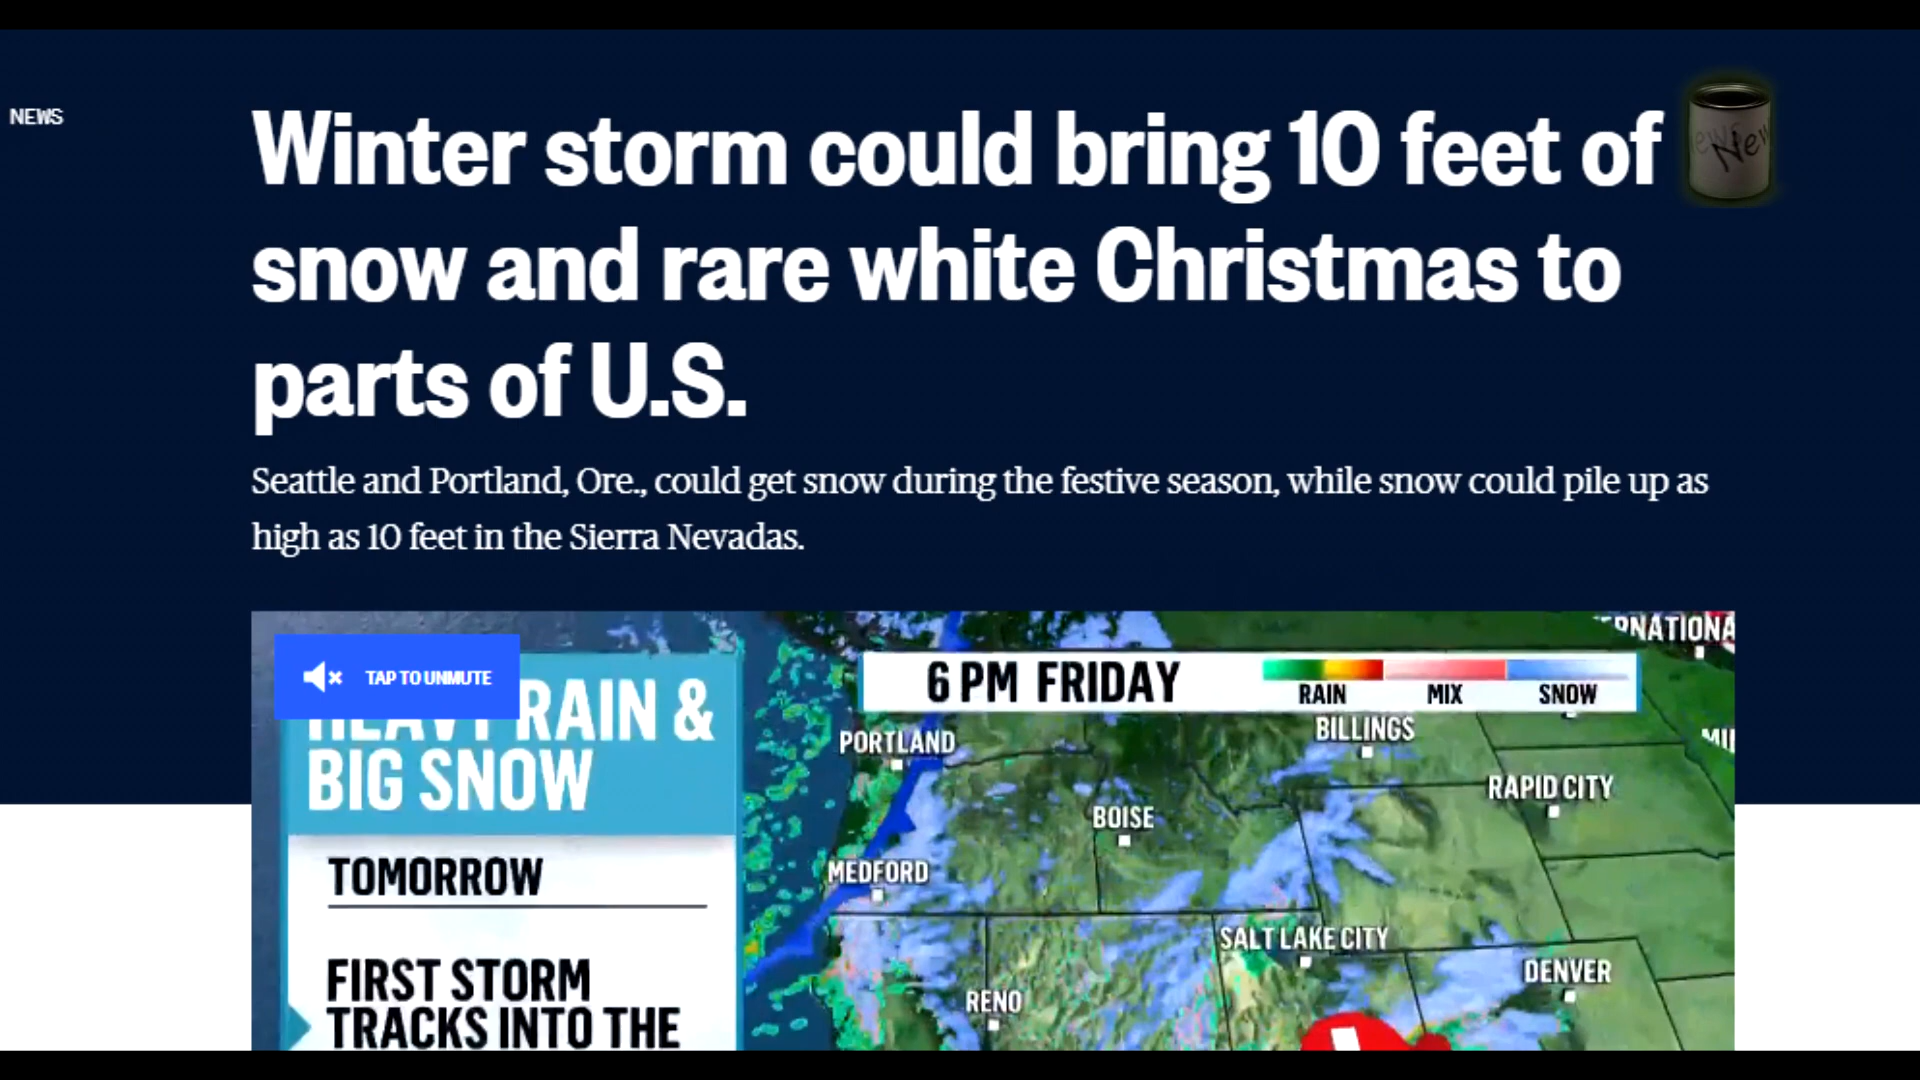 NEWS
Winter storm could bring 10 feet of
snow and rare white Christmas to
parts of U.S.
Seattle and Portland, Ore., could get snow during the festive season, while snow could pile up as
high as 10 feet in the Sierra Nevadas.
TAP TO UNMUTE
HEAVY RAIN &
BIG SNOW
TOMORROW
FIRST STORM
TRACKS INTO THE
6 PM FRIDAY
RAIN
MIX
SNOW
PORTLAND
BILLINGS
RAPID CITY
BOISE
MEDFORD
SALT LAKE CITY
DENVER
RENO